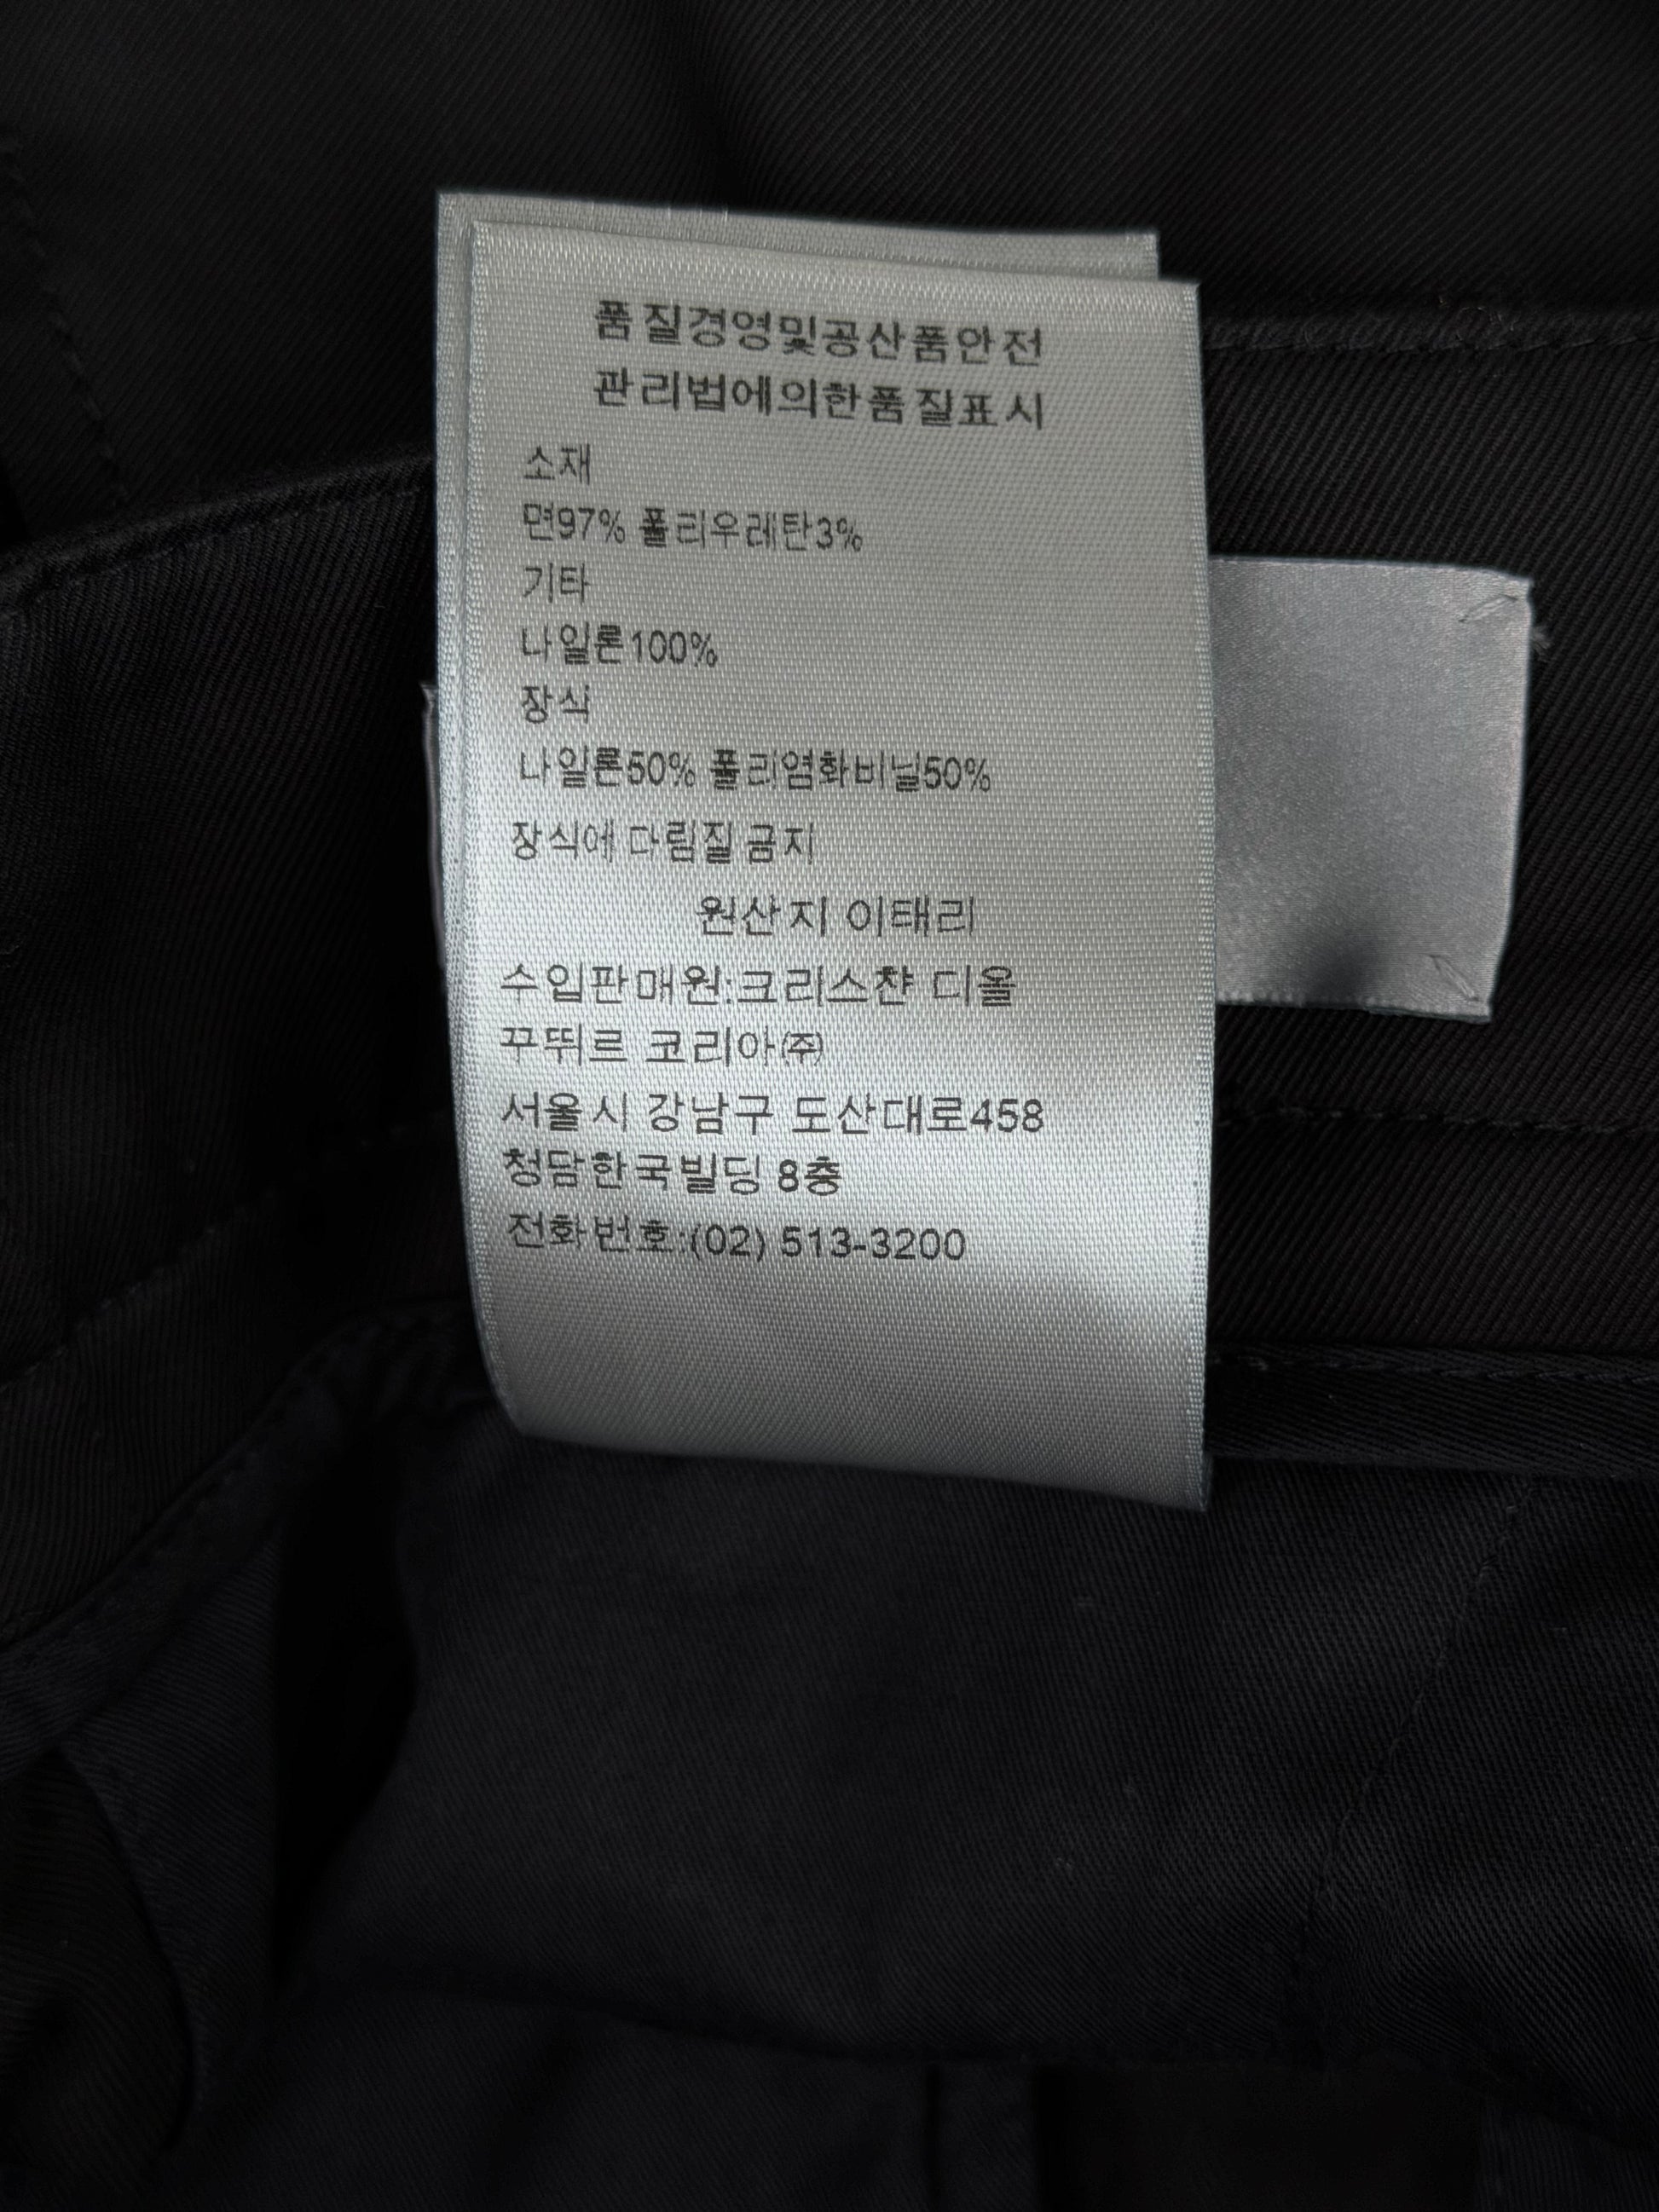 품질경영및공산품안전
관리법에의한품질표시
소재
면97% 폴리우레탄3%
기타
나일론100%
장식
나일론50% 폴리염화비닐50%
장식에 다림질 금지
원산지 이태리
수입판매원:크리스챤 디올
꾸뛰르 코리아㈜
서울시 강남구 도산대로458
청담한국빌딩 8층
전화번호:(02) 513-3200